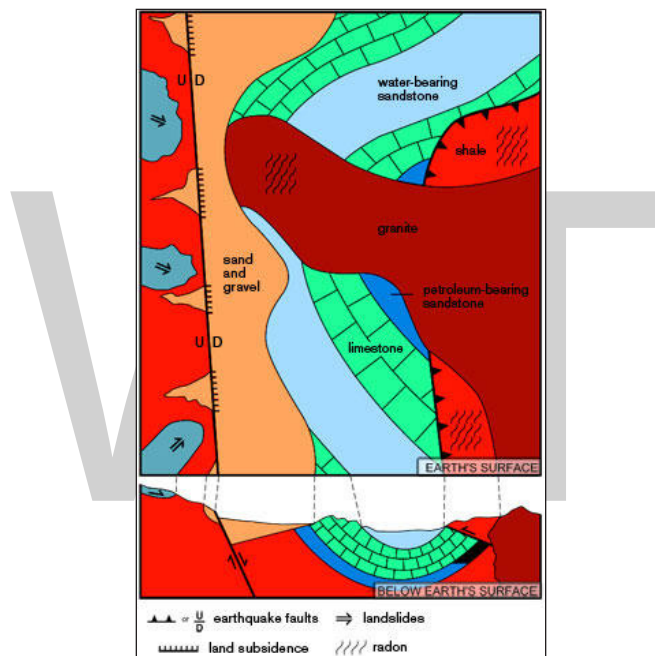 U D
water-bearing
sandstone
shale
granite
sand
and
gravel
petroleum-bearing
sandstone
U D
limestone
EARTH'S SURFACE
BELOW EARTH'S SURFACE
or U/D earthquake faults
landslides
land subsidence
radon